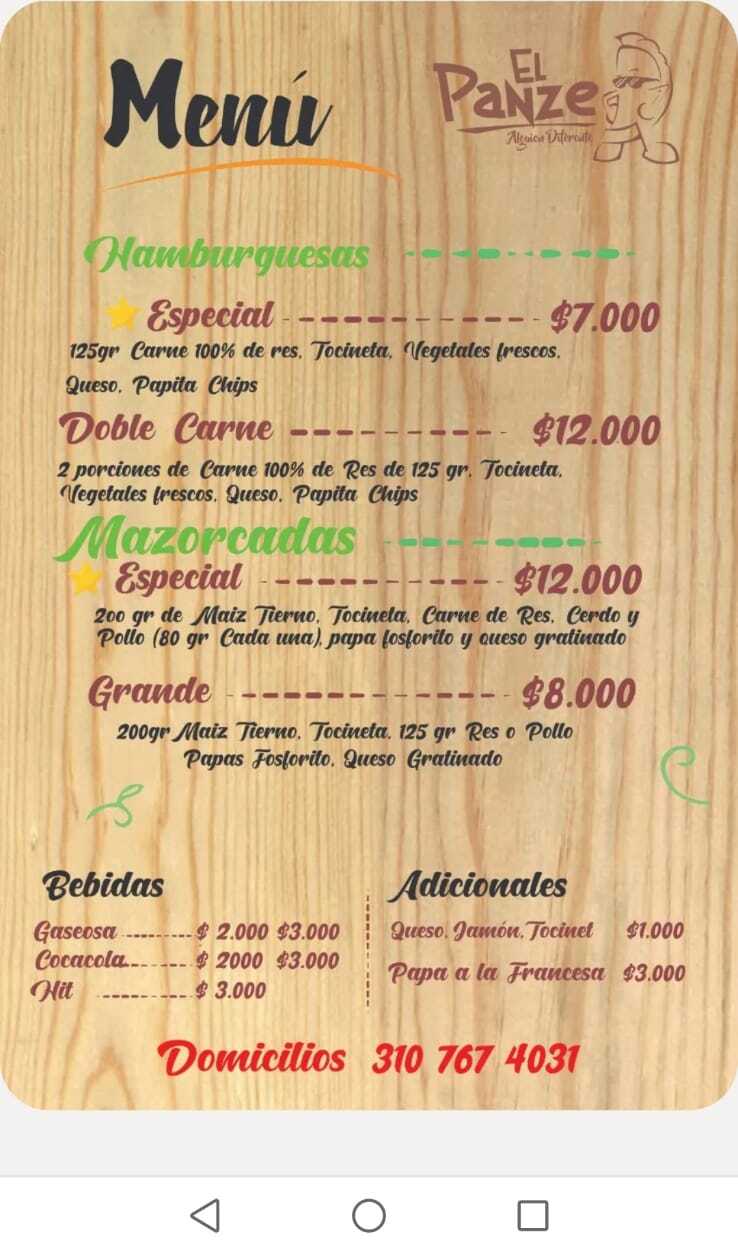 Menú
EL
PaNZe
Alguien Diferente
Hamburguesas
Especial $7.000
125gr Carne 100% de res, Tocineta, Vegetales frescos,
Queso, Papita Chips
Doble Carne $12.000
2 porciones de Carne 100% de Res de 125 gr, Tocineta,
Vegetales frescos, Queso, Papita Chips
Mazorcadas
Especial $12.000
200 gr de Maiz Tierno, Tocineta, Carne de Res, Cerdo y
Pollo (80 gr Cada una), papa fosforito y queso gratinado
Grande $8.000
200gr Maiz Tierno, Tocineta, 125 gr Res o Pollo
Papas Fosforito, Queso Gratinado
Bebidas
Gaseosa $ 2.000 $3.000
Cocacola $ 2000 $3.000
Hit $ 3.000
Adicionales
Queso, Jamón, Tocinet $1.000
Papa a la Francesa $3.000
Domicilios 310 767 4031